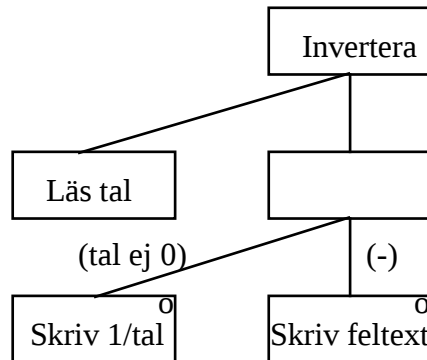 Invertera
Läs tal
(tal ej 0)
(-)
o
o
Skriv 1/tal
Skriv feltext